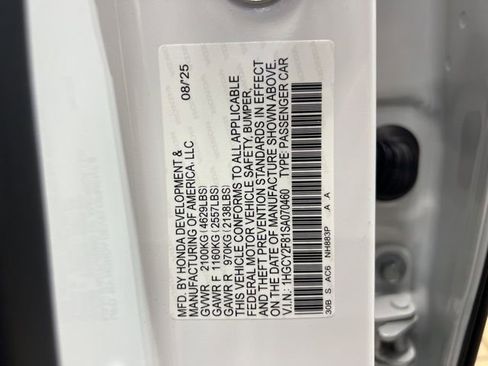 MFD. BY HONDA DEVELOPMENT & 08/'25
MANUFACTURING OF AMERICA, LLC
GVWR 2100KG(4629LBS)
GAWR F 1160KG(2557LBS)
GAWR R 970KG(2138LBS)
THIS VEHICLE CONFORMS TO ALL APPLICABLE
FEDERAL MOTOR VEHICLE SAFETY, BUMPER,
AND THEFT PREVENTION STANDARDS IN EFFECT
ON THE DATE OF MANUFACTURE SHOWN ABOVE.
V.I.N.: 1HGCY2F81SA070460 TYPE: PASSENGER CAR
30B S AC6 NH883P A A